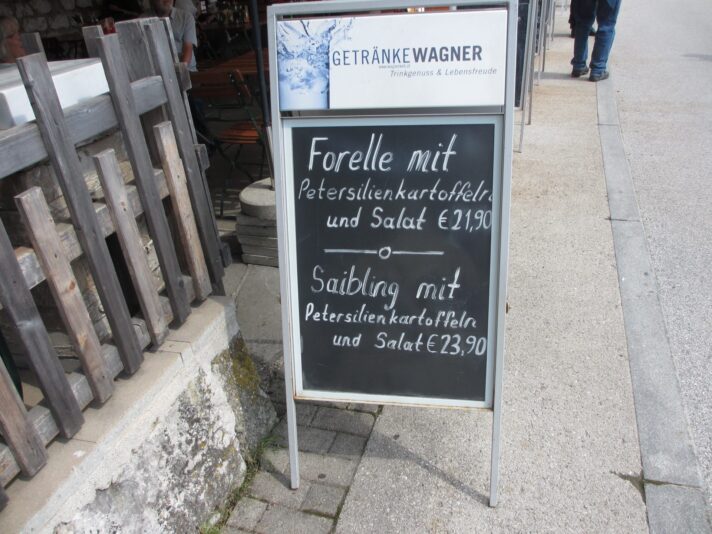 GETRÄNKEWAGNER
Trinkgenuss & Lebensfreude
Forelle mit
Petersilienkartoffeln
und Salat €21,90
Saibling mit
Petersilienkartoffeln
und Salat €23,90